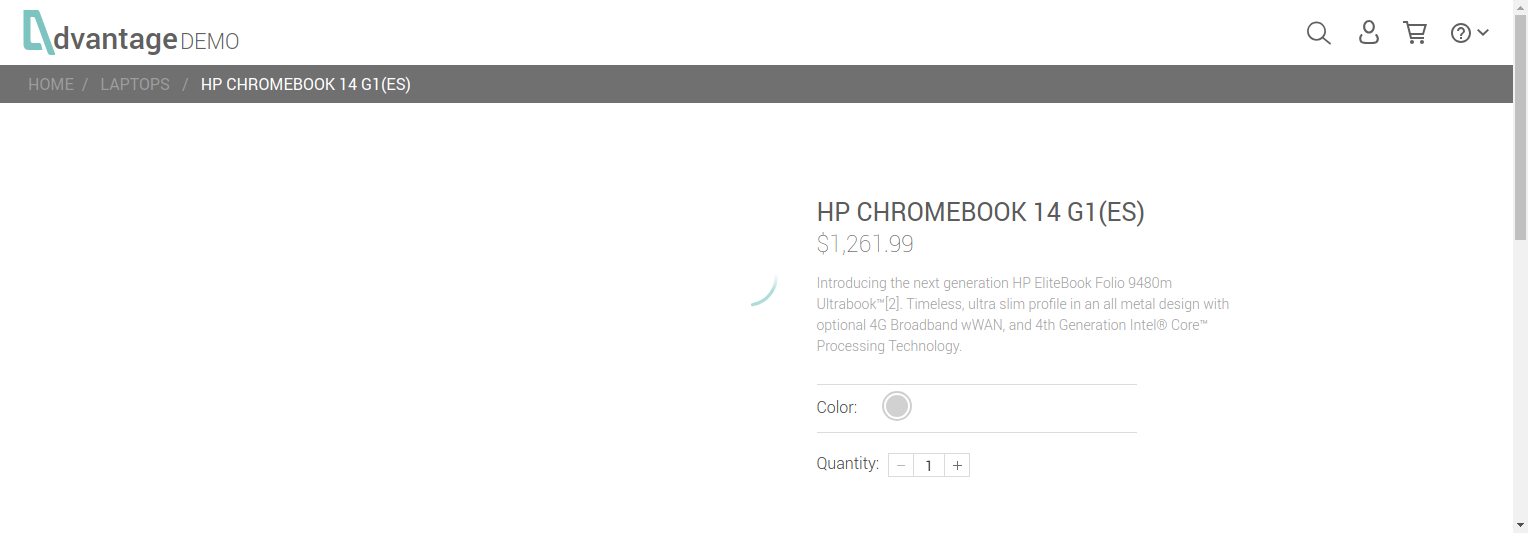 dvantage DEMO
HOME / LAPTOPS / HP CHROMEBOOK 14 G1(ES)
HP CHROMEBOOK 14 G1(ES)
$1,261.99
Introducing the next generation HP EliteBook Folio 9480m
Ultrabook™[2]. Timeless, ultra slim profile in an all metal design with
optional 4G Broadband wWAN, and 4th Generation Intel® Core™
Processing Technology.
Color:
Quantity: − 1 +